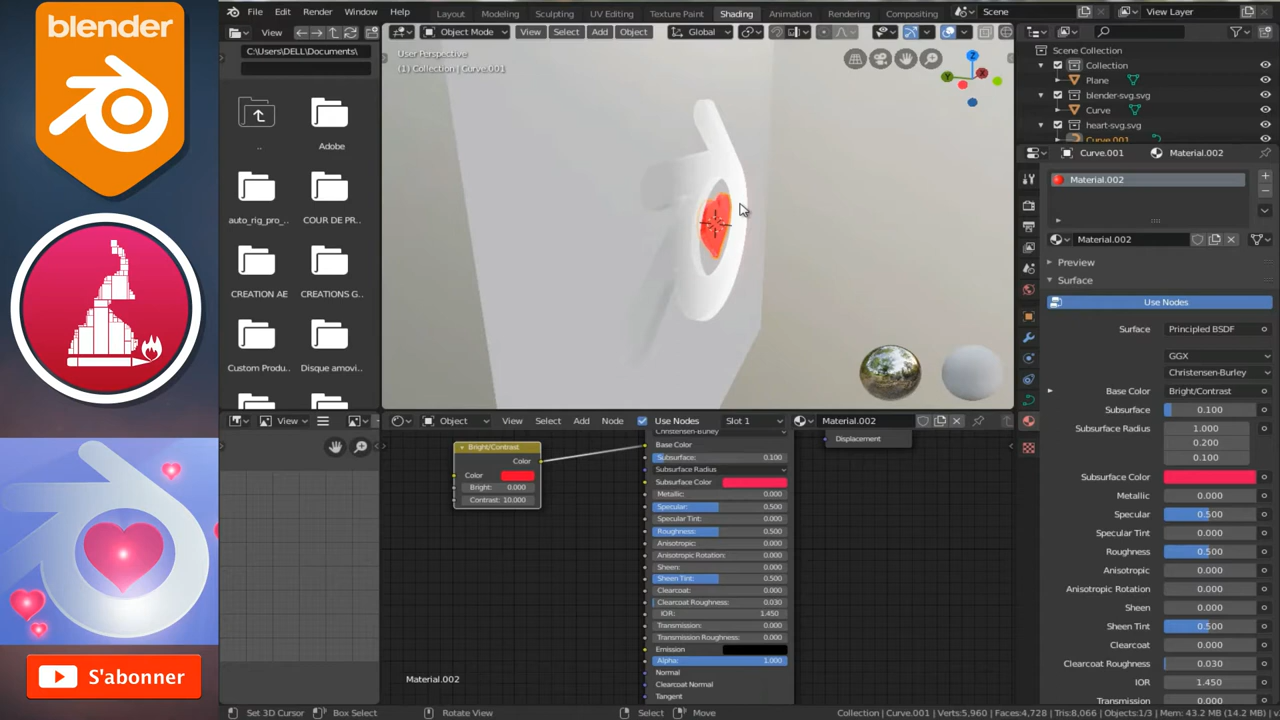 blender
S'abonner
File Edit Render Window Help
Layout Modeling Sculpting UV Editing Texture Paint Shading Animation Rendering Compositing
Scene View Layer
View
C:\Users\DELL\Documents\
..
Adobe
auto_rig_pro...
COUR DE PR...
CREATION AE
CREATIONS G...
Custom Produ...
Disque amovi...
Object Mode View Select Add Object Global
User Perspective
(1) Collection | Curve.001
Scene Collection
Collection
Plane
blender-svg.svg
Curve
heart-svg.svg
Curve.001
Curve.001 Material.002
Material.002
Material.002
Preview
Surface
Use Nodes
Surface Principled BSDF
GGX
Christensen-Burley
Base Color Bright/Contrast
Subsurface 0.100
Subsurface Radius 1.000
0.200
0.100
Subsurface Color
Metallic 0.000
Specular 0.500
Specular Tint 0.000
Roughness 0.500
Anisotropic 0.000
Anisotropic Rotation 0.000
Sheen 0.000
Sheen Tint 0.500
Clearcoat 0.000
Clearcoat Roughness 0.030
IOR 1.450
Transmission 0.000
View
Object View Select Add Node Use Nodes Slot 1 Material.002
Bright/Contrast
Color
Color
Bright: 0.000
Contrast: 10.000
Christensen-Burley
Base Color
Subsurface: 0.100
Subsurface Radius
Subsurface Color
Metallic: 0.000
Specular: 0.500
Specular Tint: 0.000
Roughness: 0.500
Anisotropic: 0.000
Anisotropic Rotation: 0.000
Sheen: 0.000
Sheen Tint: 0.500
Clearcoat: 0.000
Clearcoat Roughness: 0.030
IOR: 1.450
Transmission: 0.000
Transmission Roughness: 0.000
Emission
Alpha: 1.000
Normal
Clearcoat Normal
Tangent
Displacement
Material.002
Set 3D Cursor Box Select Rotate View Select Move
Collection | Curve.001 | Verts:5,960 | Faces:4,728 | Tris:8,066 | Objects:1/3 | Mem: 43.2 MB (14.2 MB) | v